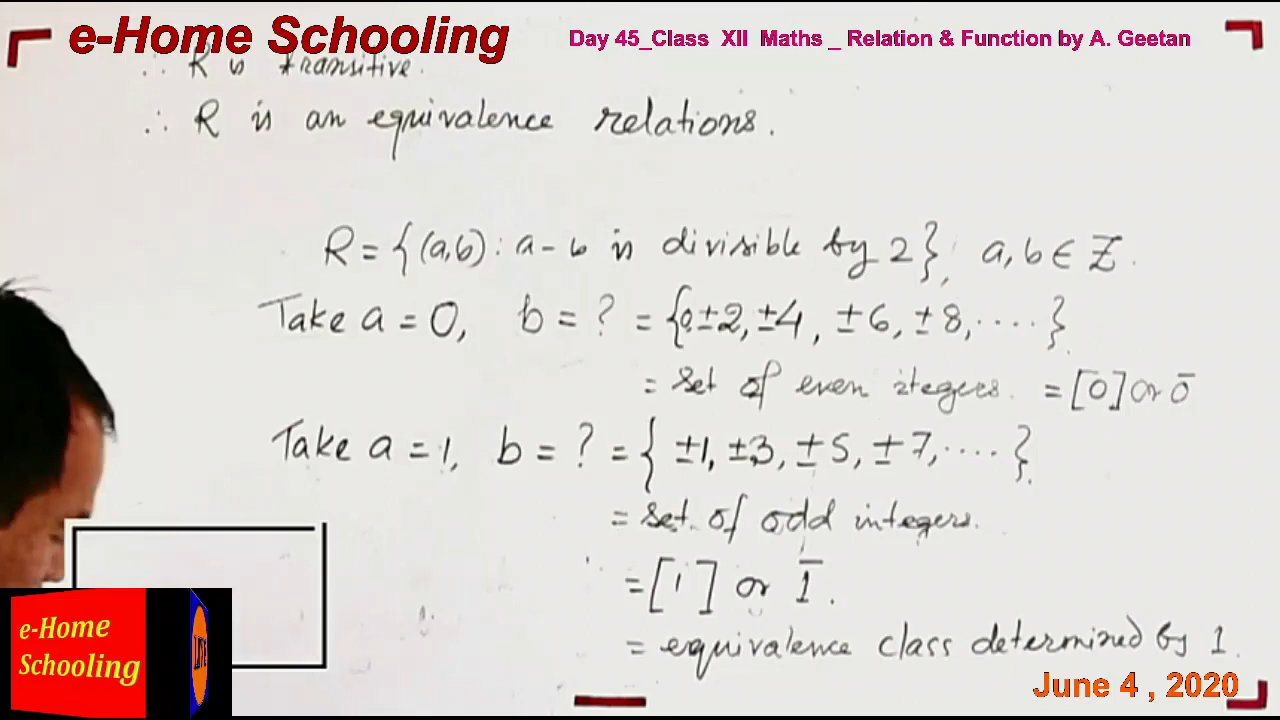 e-Home Schooling
Day 45_Class XII Maths _ Relation & Function by A. Geetan
∴ R is transitive.
∴ R is an equivalence relations.
R = {(a,b) : a - b is divisible by 2}, a, b ∈ Z.
Take a = 0, b = ? = {0 ±2, ±4, ±6, ±8, ....}
= set of even itegers. = [0] or 0̄
Take a = 1, b = ? = { ±1, ±3, ±5, ±7, ....}.
= set of odd integers.
= [1] or 1̄.
= equivalence class determined by 1.
e-Home
Schooling
June 4 , 2020